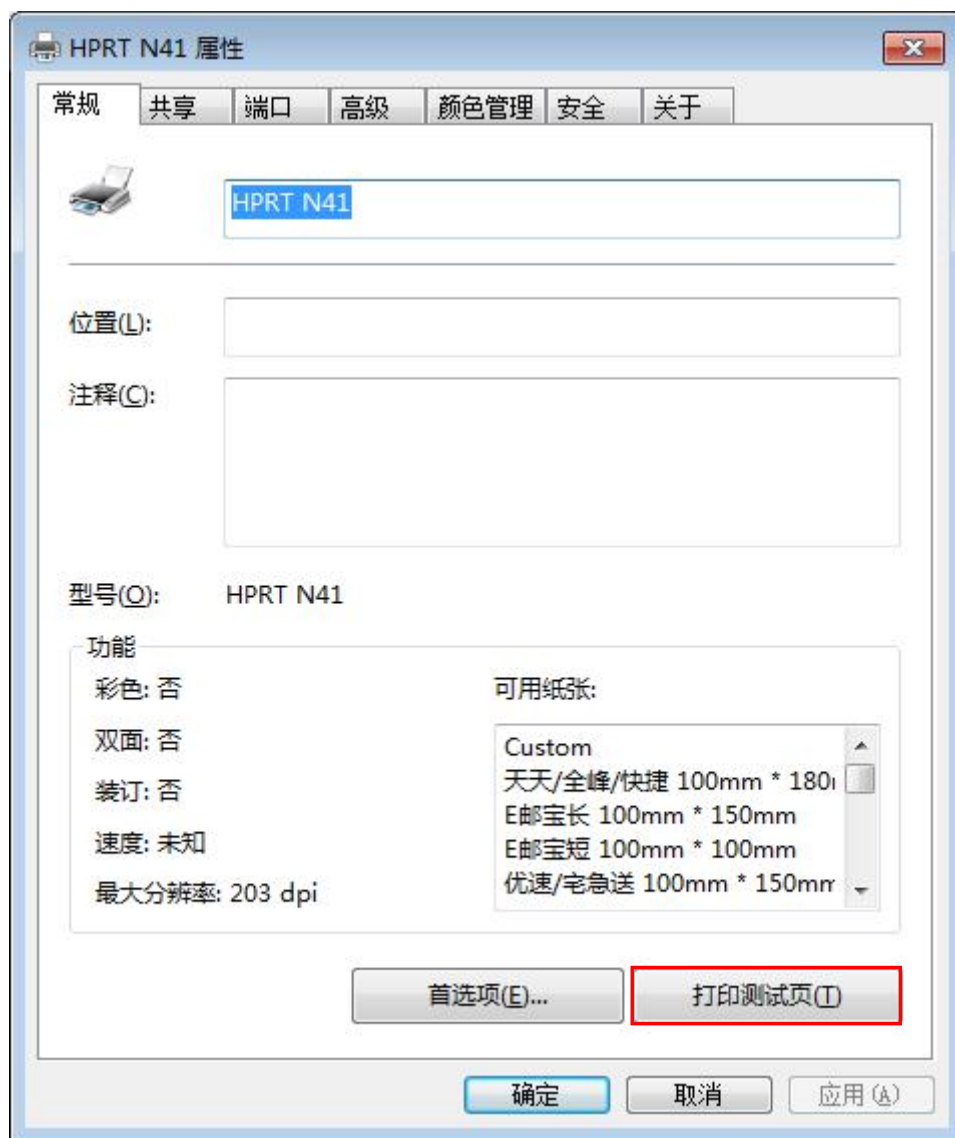 HPRT N41 属性
常规 共享 端口 高级 颜色管理 安全 关于
HPRT N41
位置(L):
注释(C):
型号(O): HPRT N41
功能
彩色: 否
双面: 否
装订: 否
速度: 未知
最大分辨率: 203 dpi
可用纸张:
Custom
天天/全峰/快捷 100mm * 180
E邮宝长 100mm * 150mm
E邮宝短 100mm * 100mm
优速/宅急送 100mm * 150mm
首选项(E)... 打印测试页(T)
确定 取消 应用(A)